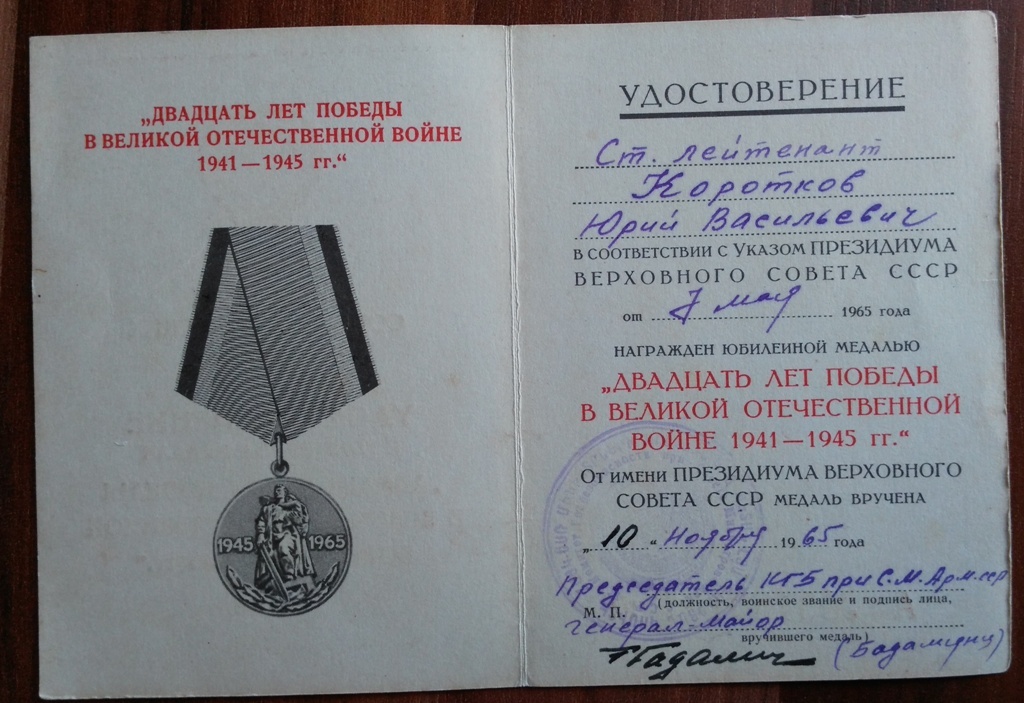 „ДВАДЦАТЬ ЛЕТ ПОБЕДЫ
В ВЕЛИКОЙ ОТЕЧЕСТВЕННОЙ ВОЙНЕ
1941—1945 гг.“
1945 1965
УДОСТОВЕРЕНИЕ
Ст. лейтенант
Коротков
Юрий Васильевич
В СООТВЕТСТВИИ С УКАЗОМ ПРЕЗИДИУМА
ВЕРХОВНОГО СОВЕТА СССР
от 7 мая 1965 года
НАГРАЖДЕН ЮБИЛЕЙНОЙ МЕДАЛЬЮ
„ДВАДЦАТЬ ЛЕТ ПОБЕДЫ
В ВЕЛИКОЙ ОТЕЧЕСТВЕННОЙ
ВОЙНЕ 1941—1945 гг.“
ОТ ИМЕНИ ПРЕЗИДИУМА ВЕРХОВНОГО
СОВЕТА СССР МЕДАЛЬ ВРУЧЕНА
„10“ Ноября 1965 года
Председатель КГБ при С.М. Арм.сср
М. П. (должность, воинское звание и подпись лица,
генерал-майор
вручившего медаль)
(Бадамянц)